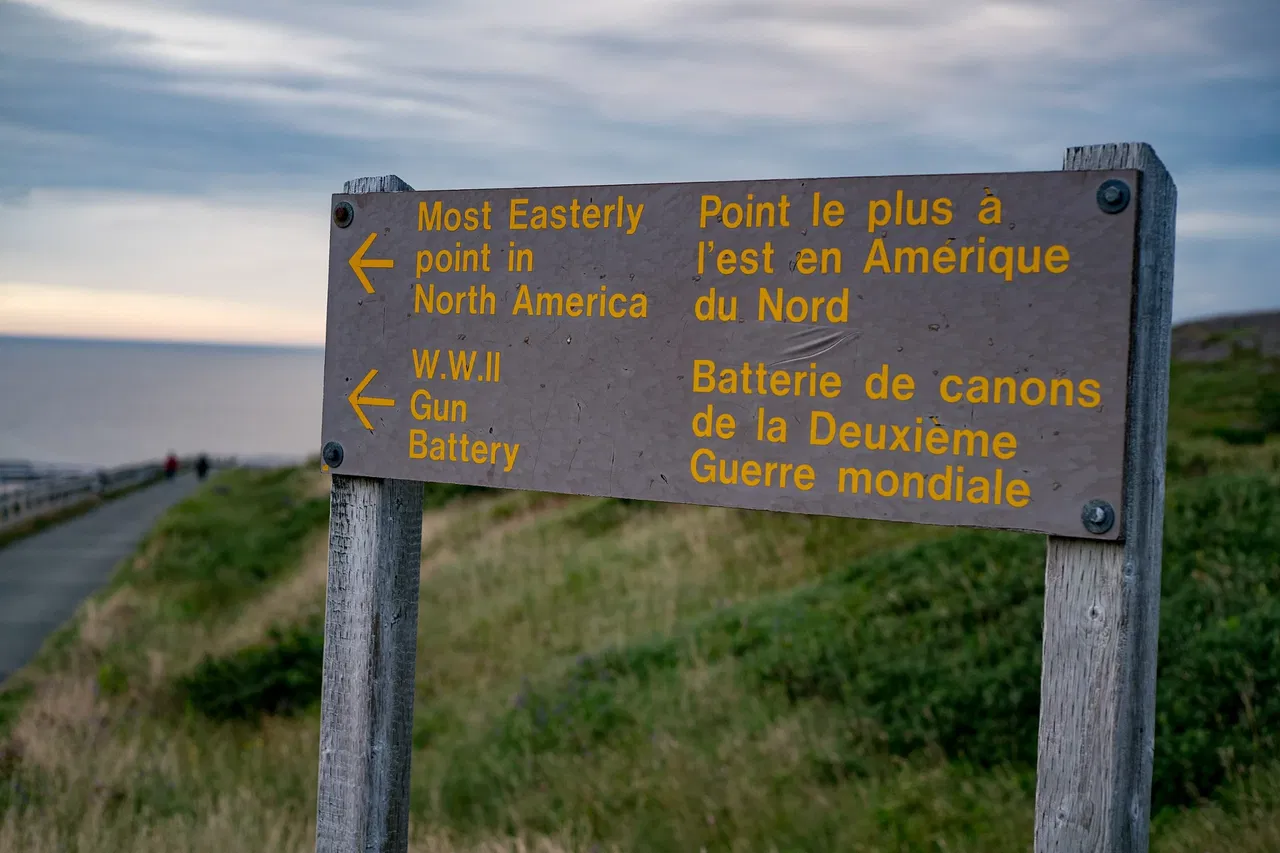 Most Easterly
point in
North America
W.W.II
Gun
Battery
Point le plus à
l'est en Amérique
du Nord
Batterie de canons
de la Deuxième
Guerre mondiale